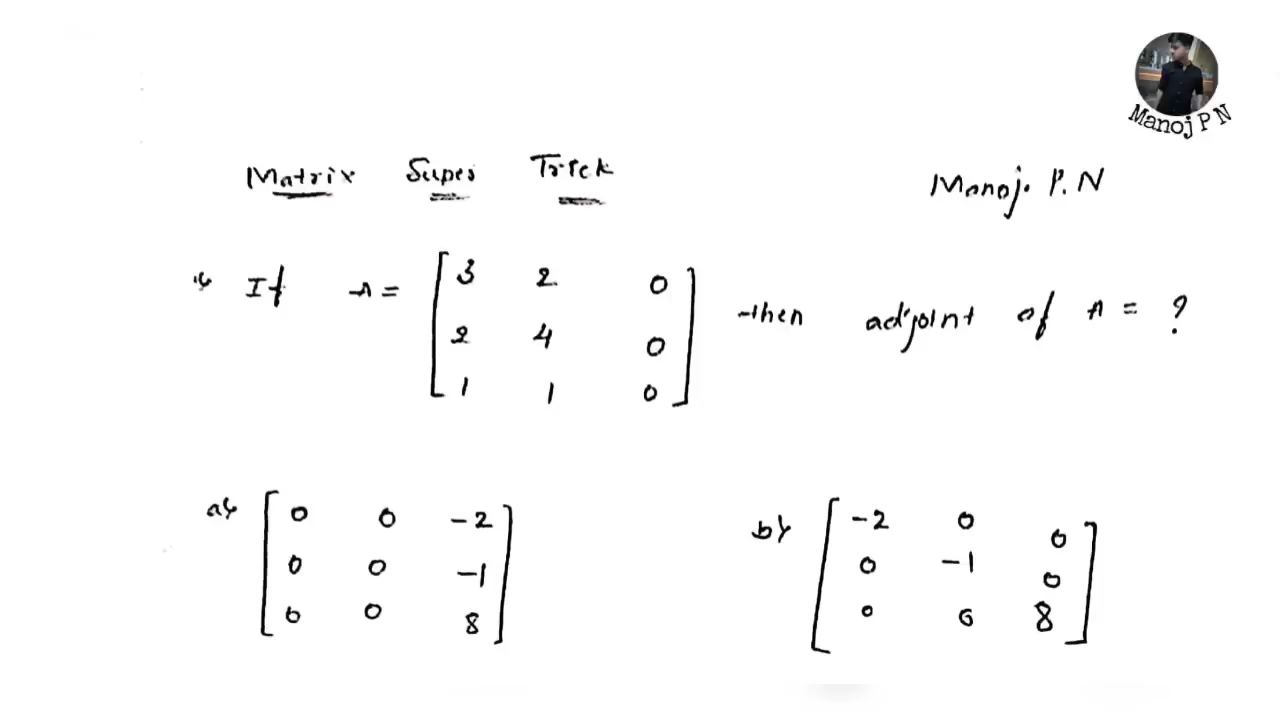 Manoj P N
Matrix Super Trick Manoj. P. N
1) If A = [3 2 0 then adjoint of A = ?
2 4 0
1 1 0]
a) [0 0 -2 b) [-2 0 0
0 0 -1] 0 -1 0
0 0 8] 0 0 8]